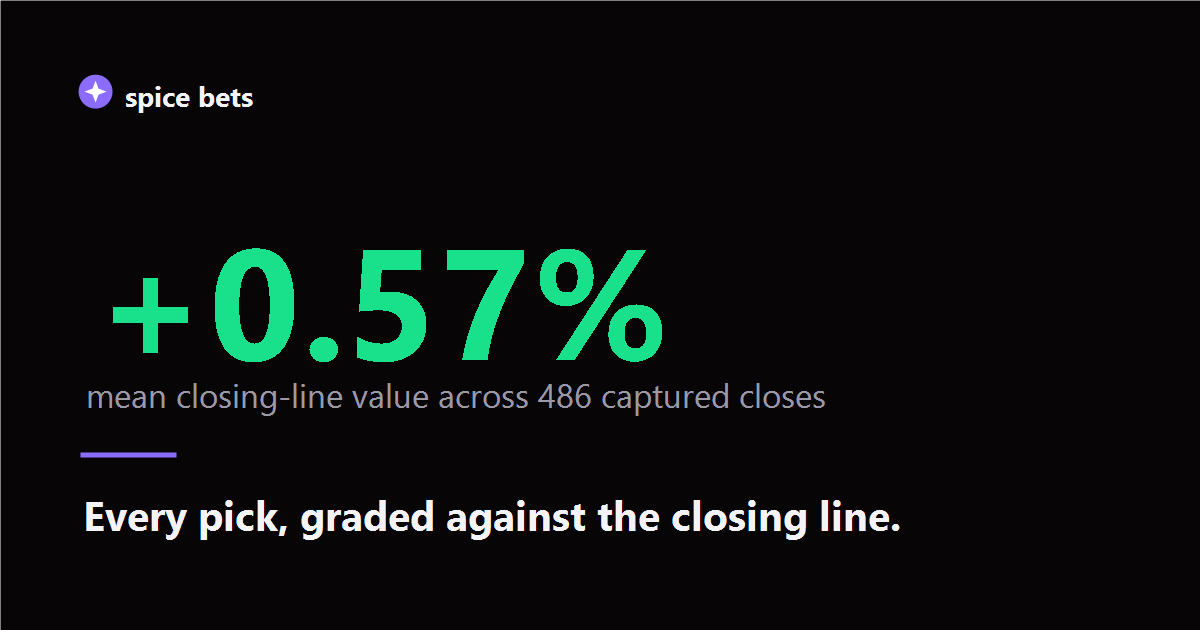 spice bets
+0.57%
mean closing-line value across 486 captured closes
Every pick, graded against the closing line.